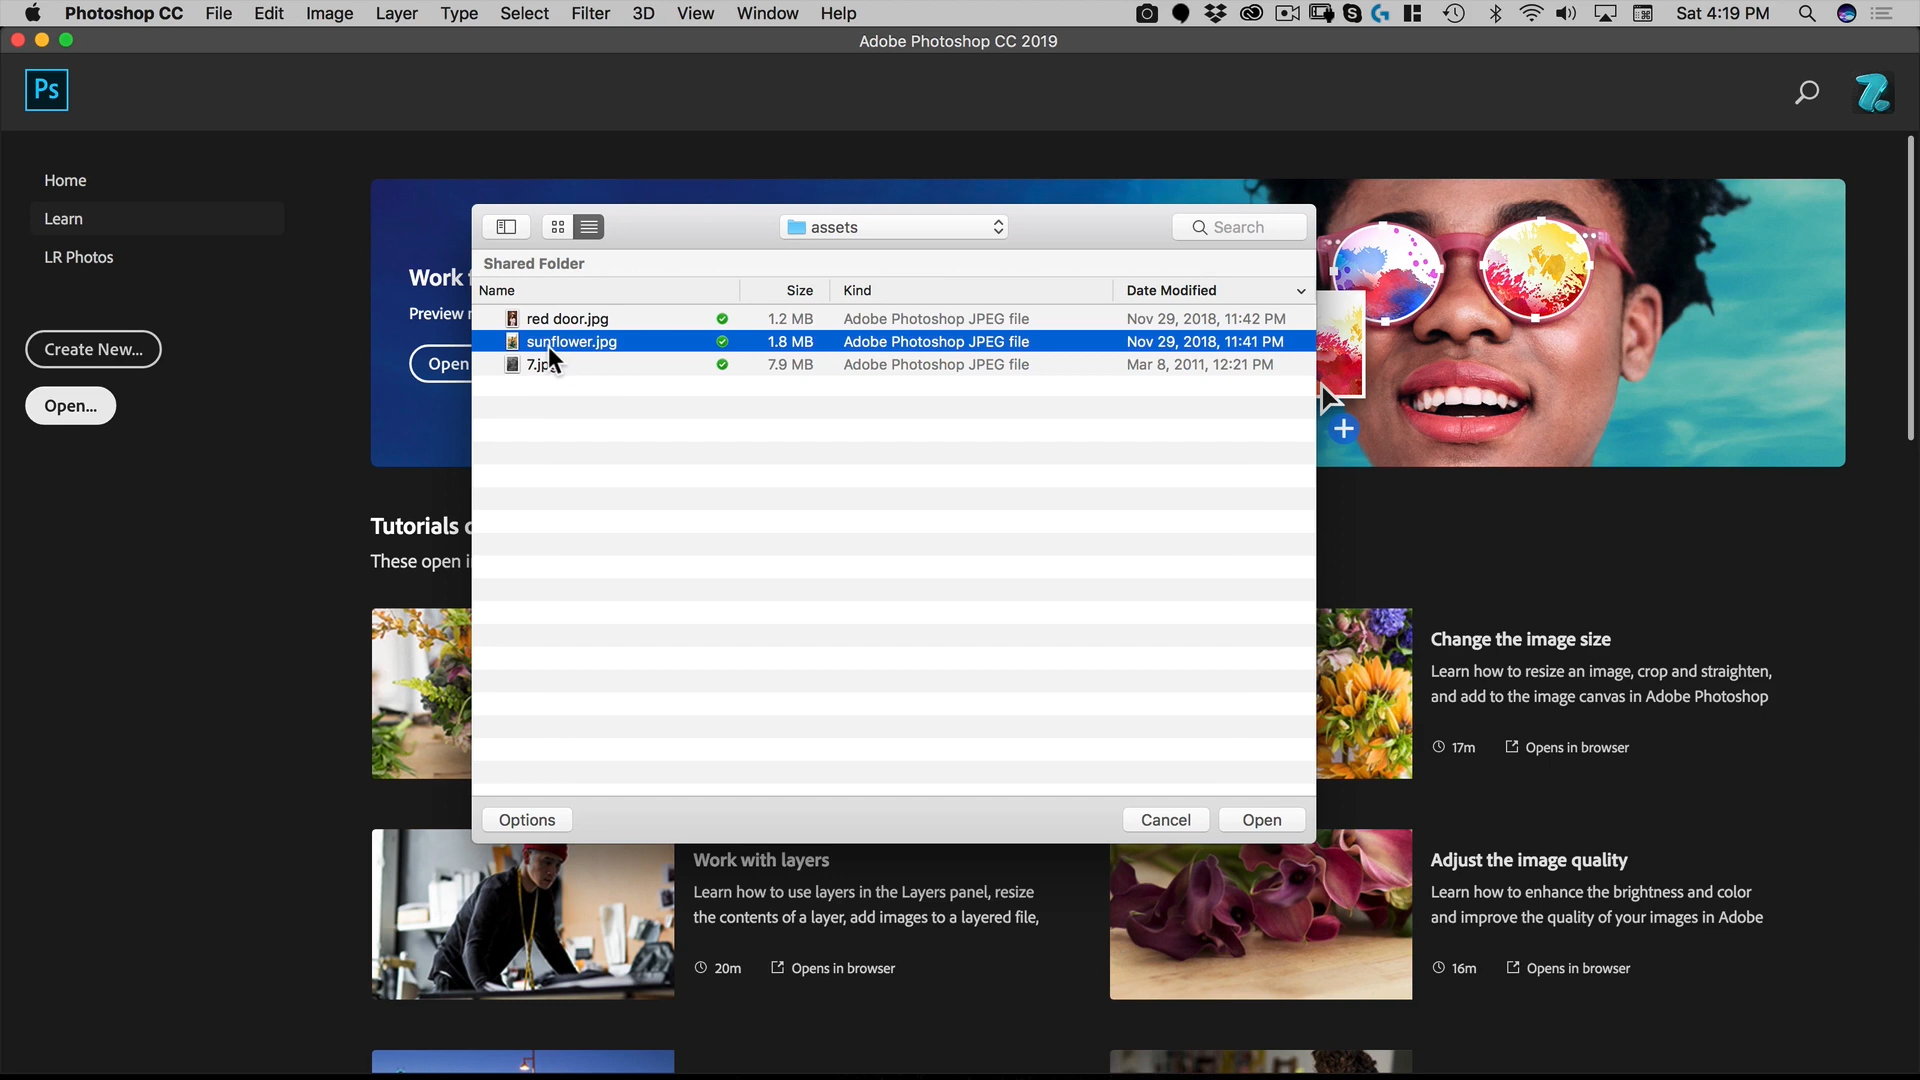 Photoshop CC File Edit Image Layer Type Select Filter 3D View Window Help Sat 4:19 PM
Adobe Photoshop CC 2019
Ps
Home
Learn
LR Photos
Create New...
Open...
Work
Preview
Open
assets
Search
Shared Folder
Name Size Kind Date Modified
red door.jpg 1.2 MB Adobe Photoshop JPEG file Nov 29, 2018, 11:42 PM
sunflower.jpg 1.8 MB Adobe Photoshop JPEG file Nov 29, 2018, 11:41 PM
7.jp 7.9 MB Adobe Photoshop JPEG file Mar 8, 2011, 12:21 PM
Options Cancel Open
Tutorials
These open
Change the image size
Learn how to resize an image, crop and straighten,
and add to the image canvas in Adobe Photoshop
17m Opens in browser
Work with layers
Learn how to use layers in the Layers panel, resize
the contents of a layer, add images to a layered file,
20m Opens in browser
Adjust the image quality
Learn how to enhance the brightness and color
and improve the quality of your images in Adobe
16m Opens in browser